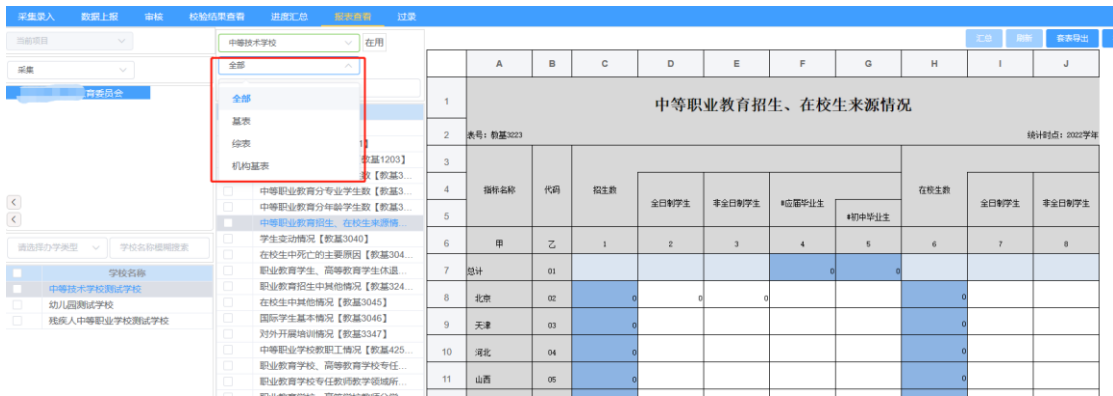 采集录入 数据上报 审核 校验结果查看 进度汇总 报表查看 过录
当前项目
采集
育委员会
请选择办学类型 学校名称模糊搜索
学校名称
中等技术学校测试学校
幼儿园测试学校
残疾人中等职业学校测试学校
中等技术学校 在用
全部
全部
基表
综表
机构基表
1】
教基1203】
数【教基3...
中等职业教育分专业学生数【教基3...
中等职业教育分年龄学生数【教基3...
中等职业教育招生、在校生来源情...
学生变动情况【教基3040】
在校生中死亡的主要原因【教基304...
职业教育学生、高等教育学生休退...
职业教育招生中其他情况【教基324...
在校生中其他情况【教基3045】
国际学生基本情况【教基3046】
对外开展培训情况【教基3347】
中等职业学校教职工情况【教基425...
职业教育学校、高等教育学校专任...
职业教育学校专任教师教学领域所...
汇总 刷新 套表导出
A B C D E F G H I J
1 中等职业教育招生、在校生来源情况
2 表号：教基3223 统计时点：2022学年
3
4 指标名称 代码 招生数 在校生数
全日制学生 非全日制学生 #应届毕业生 全日制学生 非全日制学生
5 #初中毕业生
6 甲 乙 1 2 3 4 5 6 7 8
7 总计 01 0 0
8 北京 02 0 0 0 0
9 天津 03 0 0
10 河北 04 0 0
11 山西 05 0 0